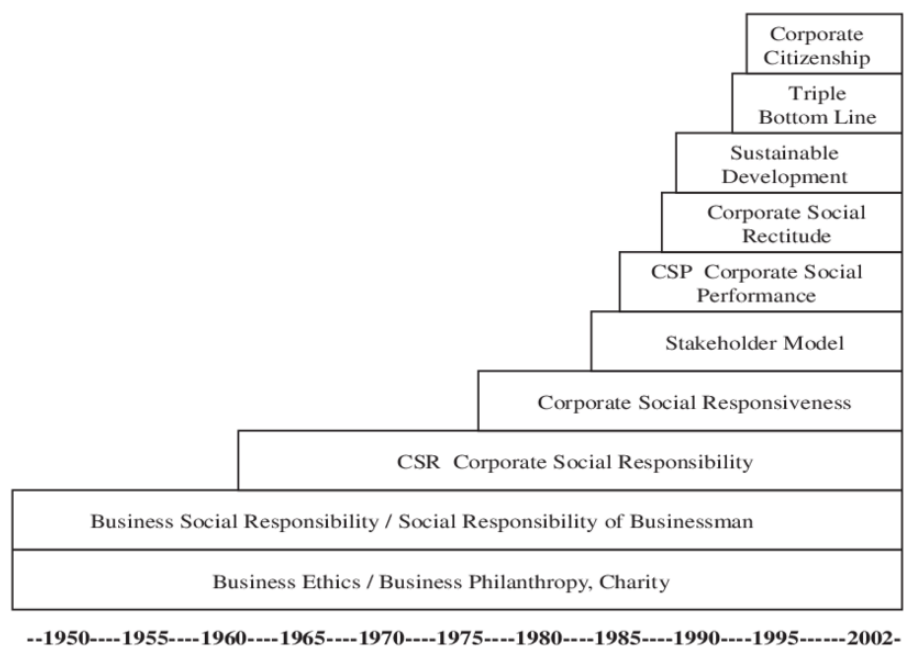 Corporate
Citizenship
Triple
Bottom Line
Sustainable
Development
Corporate Social
Rectitude
CSP  Corporate Social
Performance
Stakeholder Model
Corporate Social Responsiveness
CSR  Corporate Social Responsibility
Business Social Responsibility / Social Responsibility of Businessman
Business Ethics / Business Philanthropy, Charity
--1950----1955----1960----1965----1970----1975----1980----1985----1990----1995------2002-